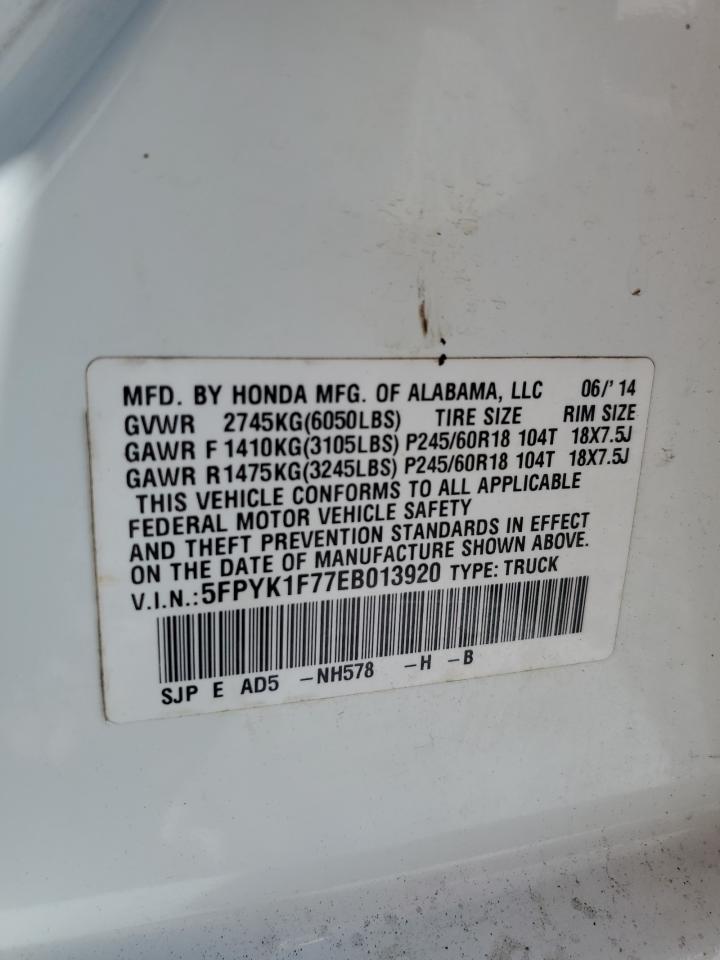 MFD. BY HONDA MFG. OF ALABAMA, LLC 06/'14
GVWR 2745KG(6050LBS) TIRE SIZE RIM SIZE
GAWR F 1410KG(3105LBS) P245/60R18 104T 18X7.5J
GAWR R1475KG(3245LBS) P245/60R18 104T 18X7.5J
THIS VEHICLE CONFORMS TO ALL APPLICABLE
FEDERAL MOTOR VEHICLE SAFETY
AND THEFT PREVENTION STANDARDS IN EFFECT
ON THE DATE OF MANUFACTURE SHOWN ABOVE.
V.I.N.:5FPYK1F77EB013920 TYPE: TRUCK
SJP E AD5 -NH578 -H -B